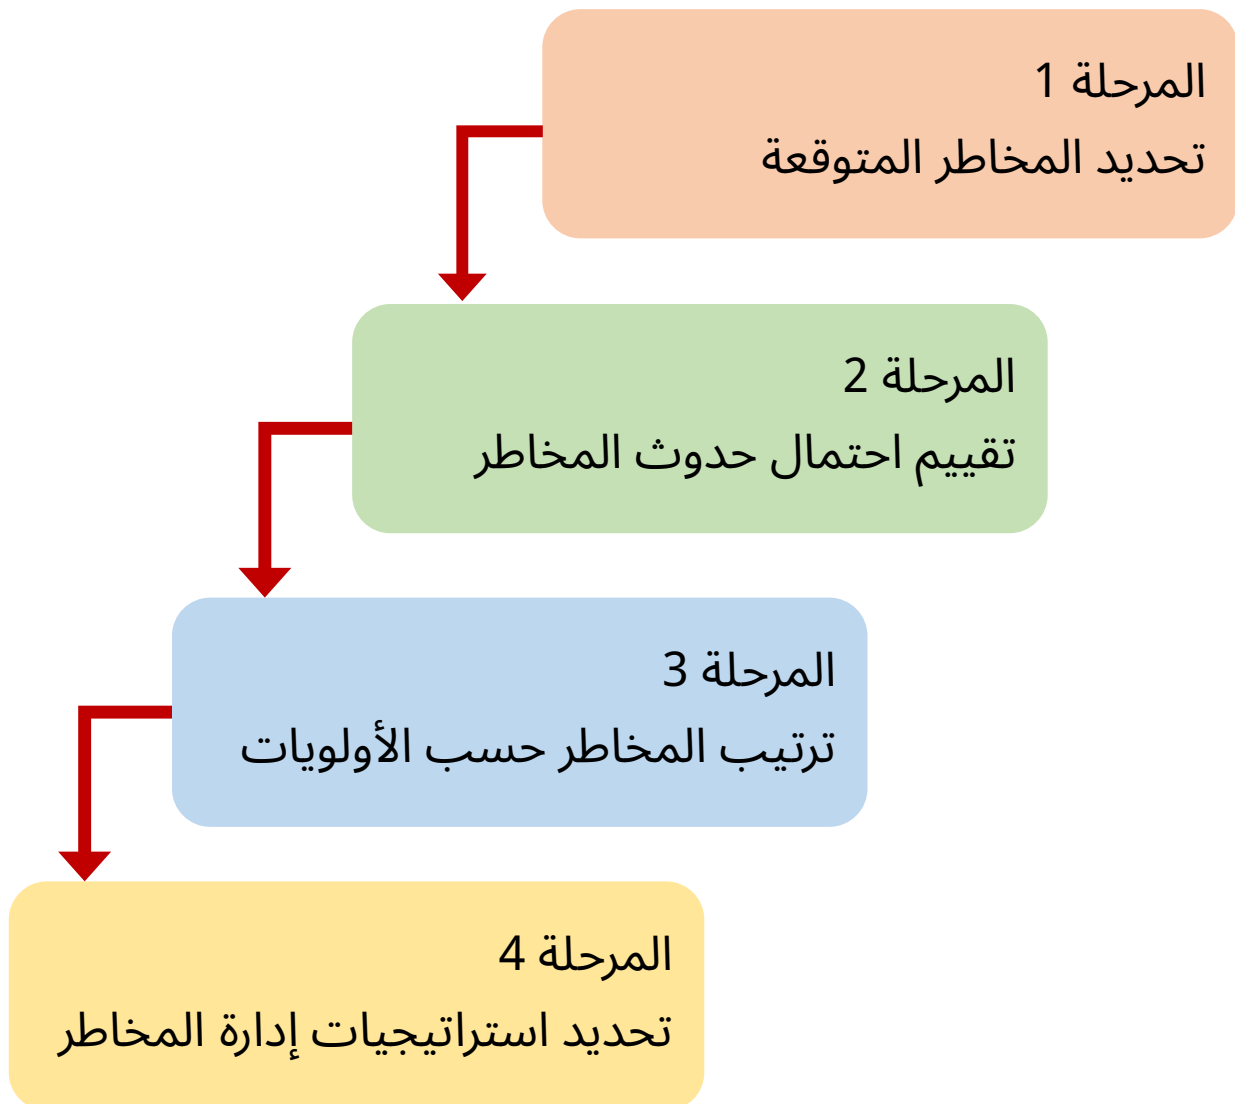 المرحلة 1
تحديد المخاطر المتوقعة
المرحلة 2
تقييم احتمال حدوث المخاطر
المرحلة 3
ترتيب المخاطر حسب الأولويات
المرحلة 4
تحديد استراتيجيات إدارة المخاطر